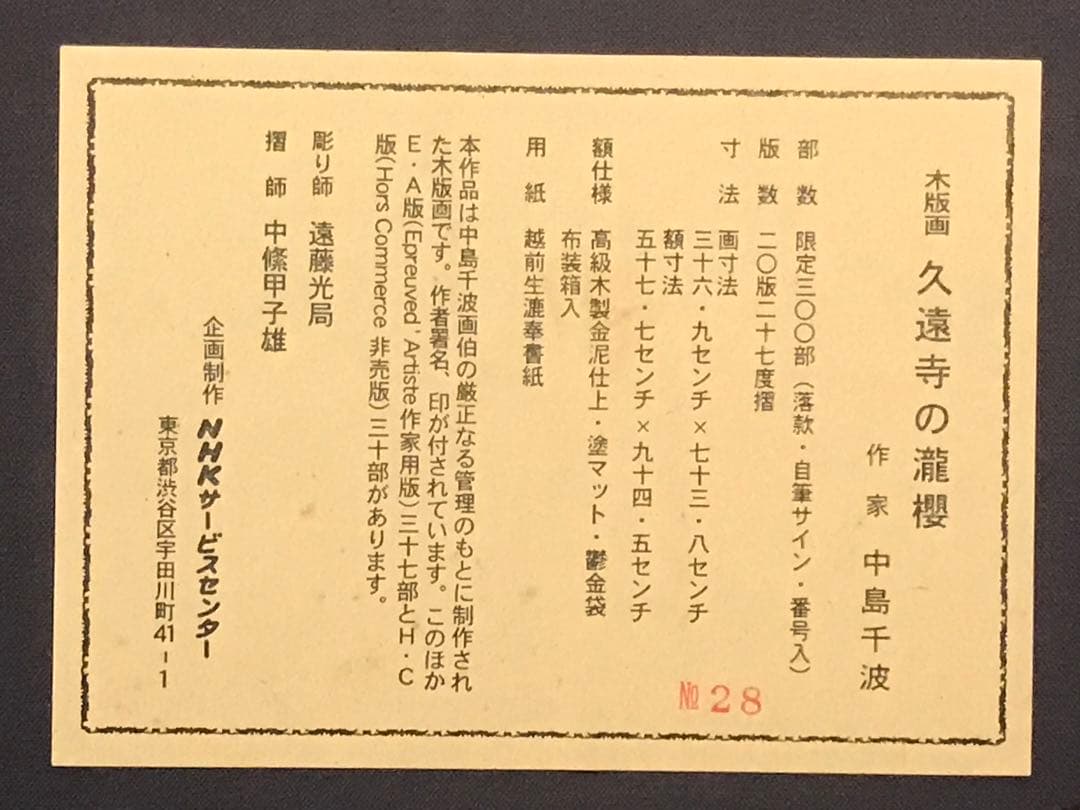 木版画 久遠寺の瀧櫻
作家 中島千波
部数 限定三〇〇部（落款・自筆サイン・番号入）
版数 二〇版二十七度摺
寸法 画寸法
三十六・九センチ×七十三・八センチ
額寸法
五十七・七センチ×九十四・五センチ
額仕様 高級木製金泥仕上・塗マット・鬱金袋
布装箱入
用紙 越前生漉奉書紙
本作品は中島千波画伯の厳正なる管理のもとに制作され
た木版画です。作者署名、印が付されています。このほか
E・A版(Epreuved'Artiste作家用版)三十七部とH・C
版(Hors Commerce 非売版)三十部があります。
彫り師 遠藤光局
摺師 中條甲子雄
企画制作 NHKサービスセンター
東京都渋谷区宇田川町41-1
№28